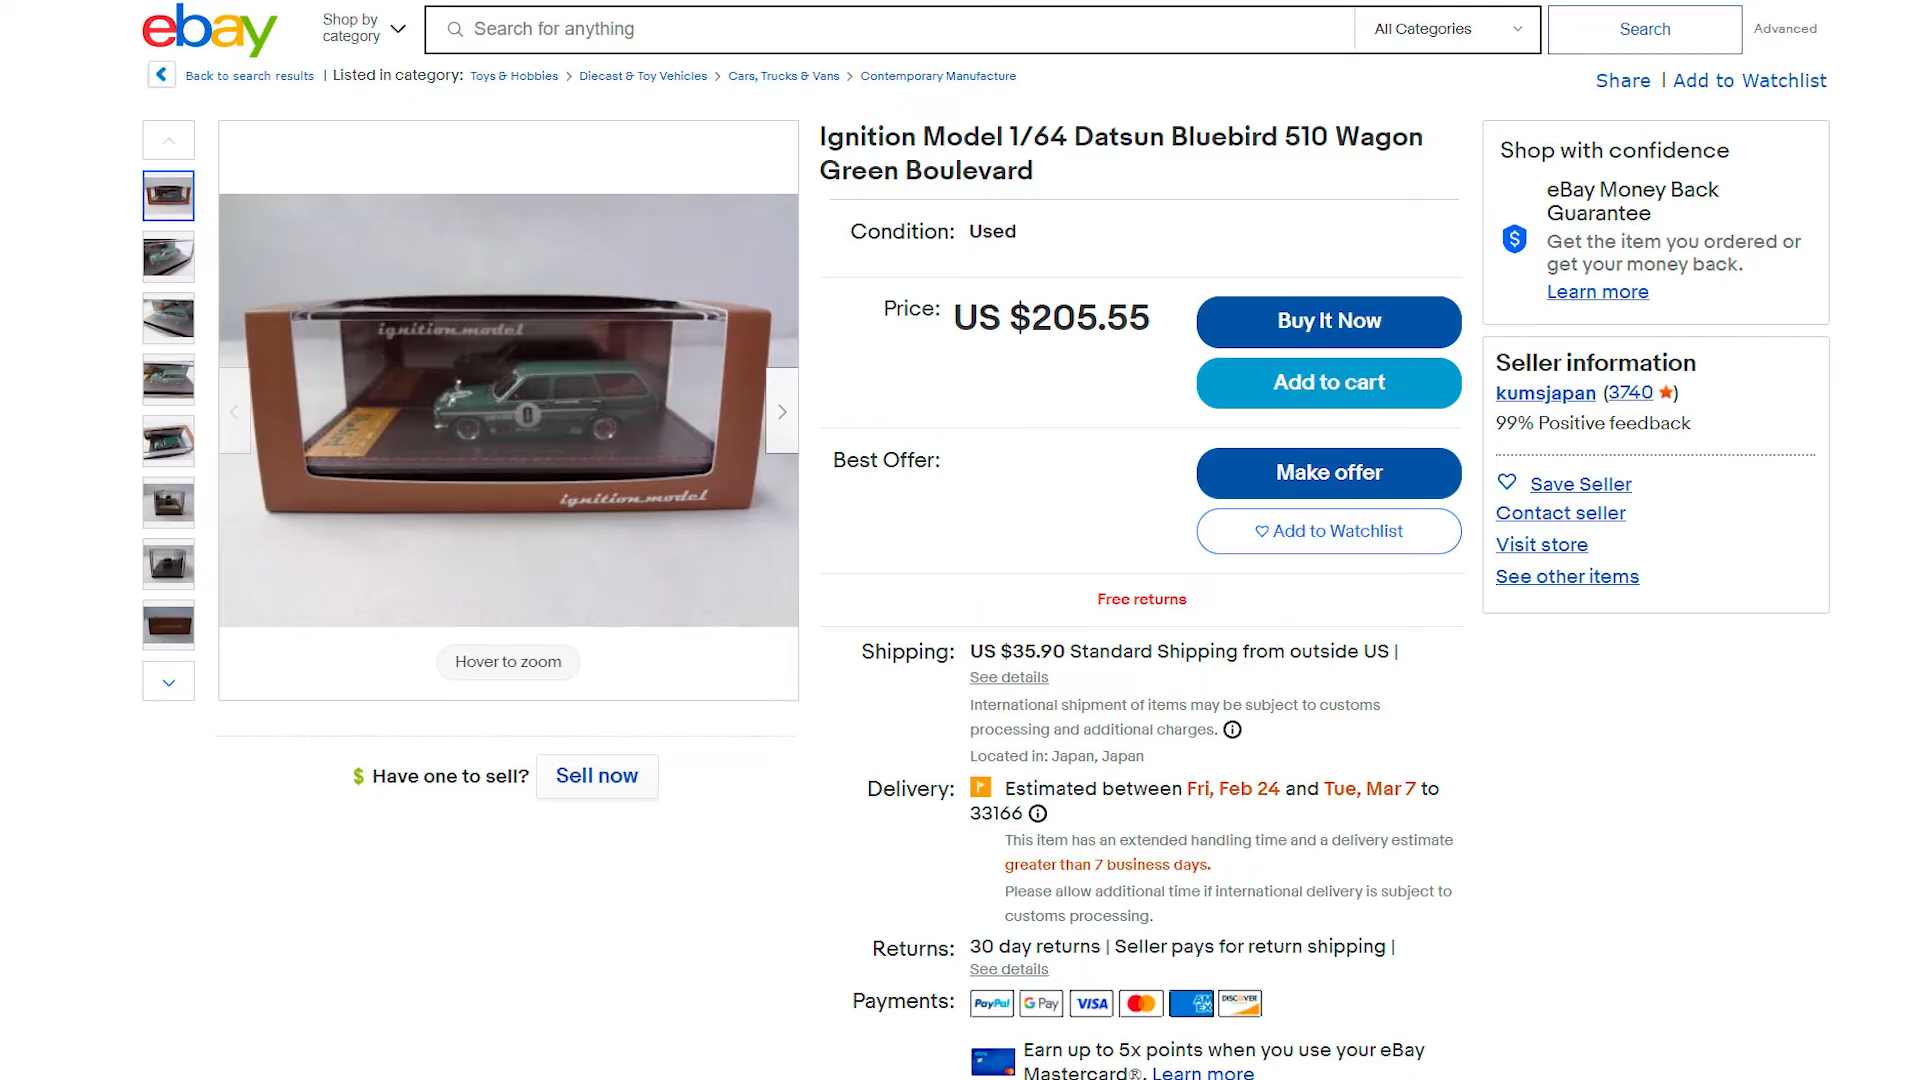 ebay
Shop by
category
Search for anything
All Categories
Search
Advanced
Back to search results | Listed in category: Toys & Hobbies > Diecast & Toy Vehicles > Cars, Trucks & Vans > Contemporary Manufacture
Share | Add to Watchlist
ignition model
ignition model
0
Hover to zoom
$ Have one to sell? Sell now
Ignition Model 1/64 Datsun Bluebird 510 Wagon
Green Boulevard
Condition: Used
Price: US $205.55
Buy It Now
Add to cart
Best Offer:
Make offer
Add to Watchlist
Free returns
Shipping: US $35.90 Standard Shipping from outside US |
See details
International shipment of items may be subject to customs
processing and additional charges.
Located in: Japan, Japan
Delivery: Estimated between Fri, Feb 24 and Tue, Mar 7 to
33166
This item has an extended handling time and a delivery estimate
greater than 7 business days.
Please allow additional time if international delivery is subject to
customs processing.
Returns: 30 day returns | Seller pays for return shipping |
See details
Payments: PayPal G Pay VISA AM EX DISCOVER
Earn up to 5x points when you use your eBay
Mastercard®. Learn more
Shop with confidence
eBay Money Back
Guarantee
Get the item you ordered or
get your money back.
Learn more
Seller information
kumsjapan (3740)
99% Positive feedback
Save Seller
Contact seller
Visit store
See other items